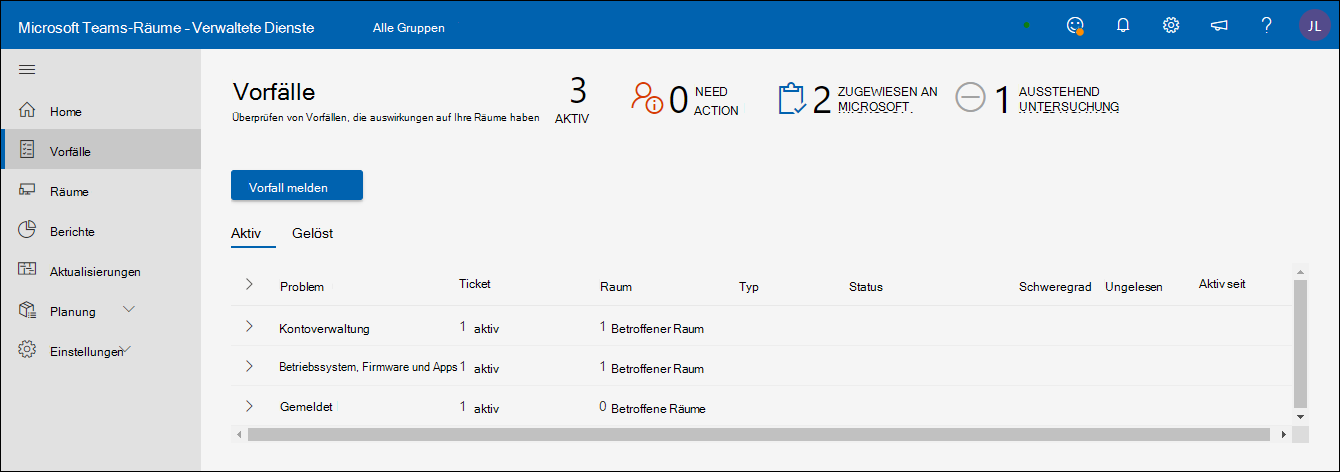 Microsoft Teams-Räume - Verwaltete Dienste
Alle Gruppen
JL
Home
Vorfälle
Räume
Berichte
Aktualisierungen
Planung
Einstellungen
Vorfälle
Überprüfen von Vorfällen, die auswirkungen auf Ihre Räume haben
3
AKTIV
0 NEED
ACTION
2 ZUGEWIESEN AN
MICROSOFT
1 AUSSTEHEND
UNTERSUCHUNG
Vorfall melden
Aktiv Gelöst
Problem Ticket Raum Typ Status Schweregrad Ungelesen Aktiv seit
Kontoverwaltung 1 aktiv 1 Betroffener Raum
Betriebssystem, Firmware und Apps 1 aktiv 1 Betroffener Raum
Gemeldet 1 aktiv 0 Betroffene Räume